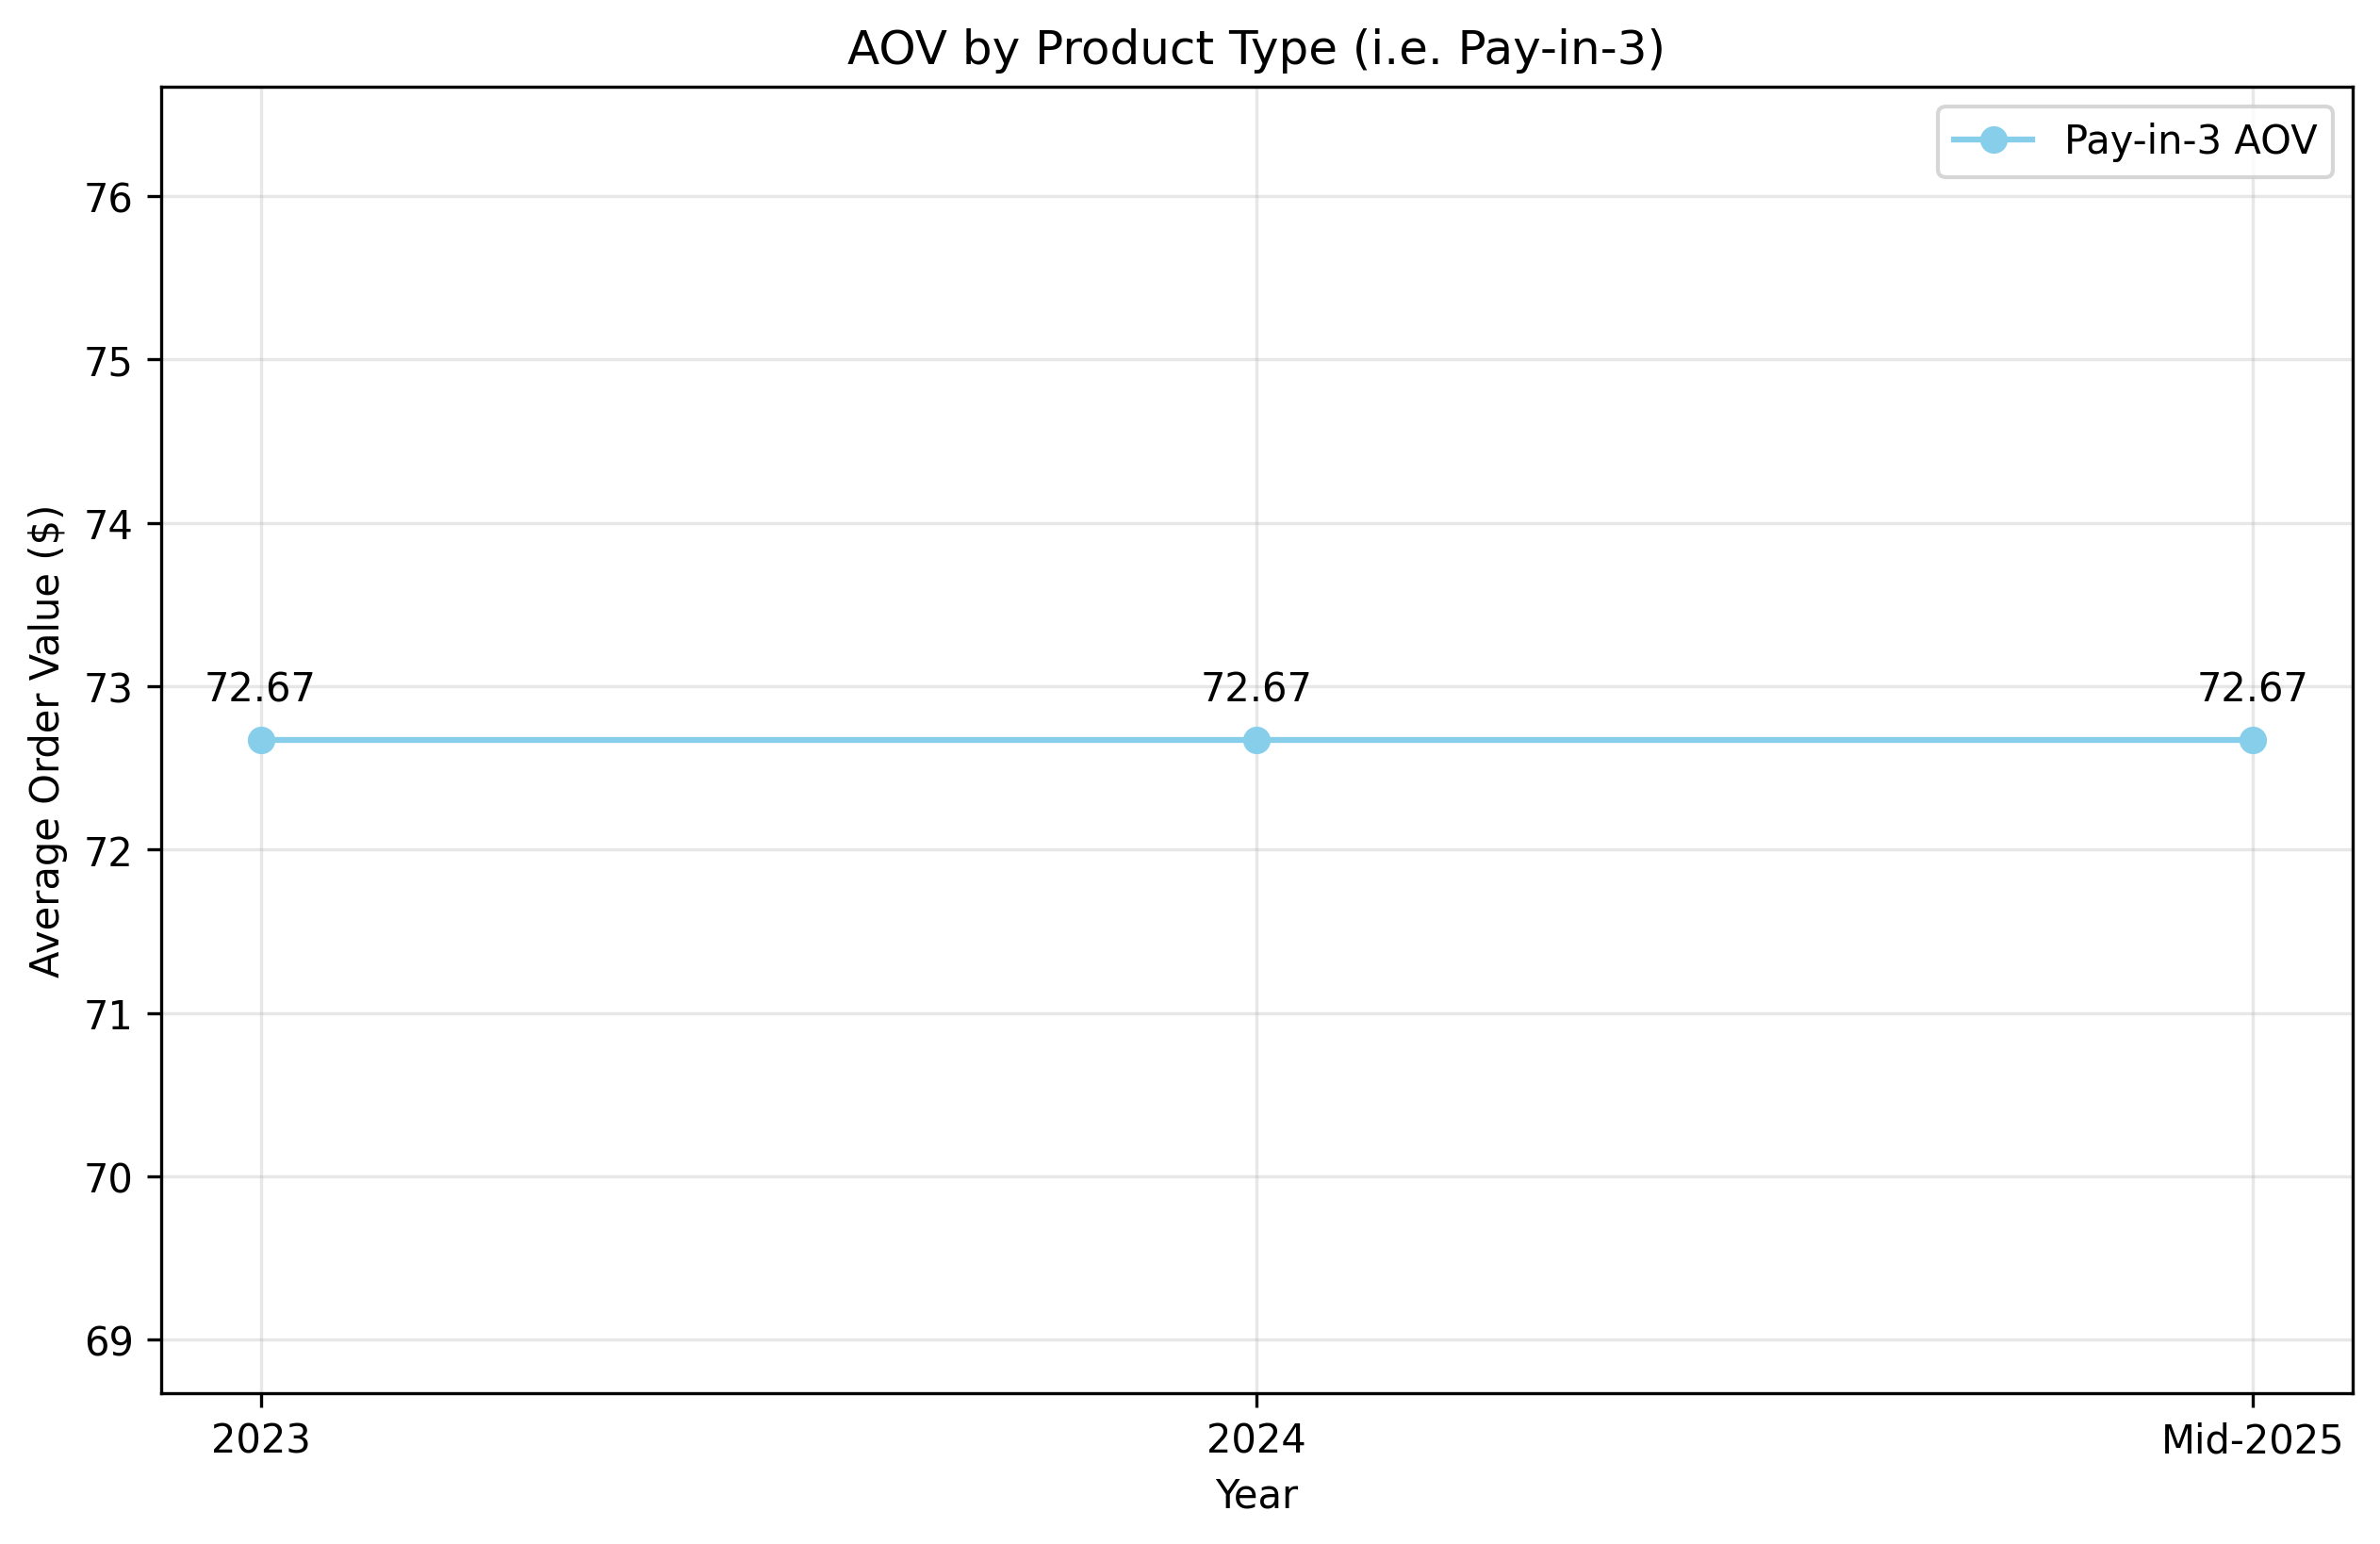 AOV by Product Type (i.e. Pay-in-3)
Pay-in-3 AOV
Average Order Value ($)
76
75
74
73
72
71
70
69
72.67
72.67
72.67
2023
2024
Mid-2025
Year